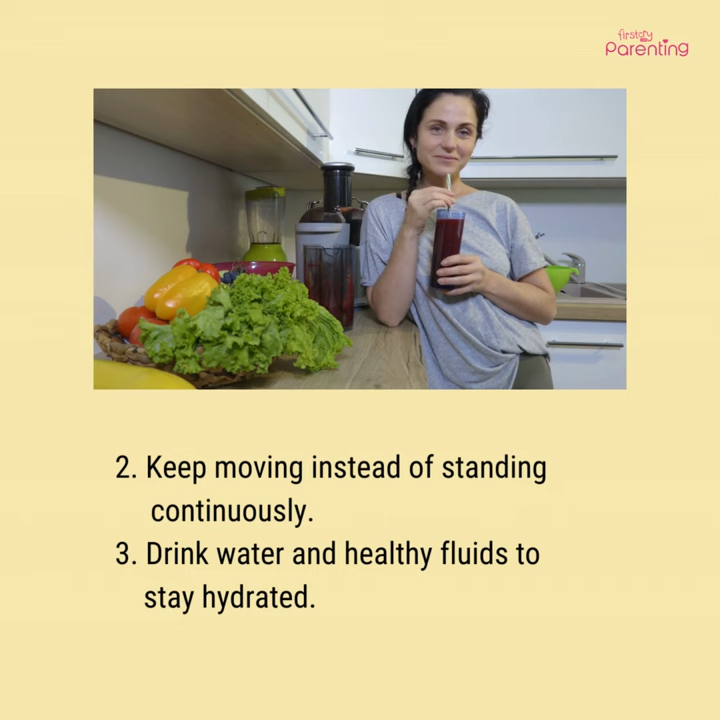 firstcry
Parenting
2. Keep moving instead of standing
continuously.
3. Drink water and healthy fluids to
stay hydrated.